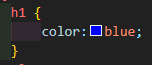 h1 {
color:blue;
}